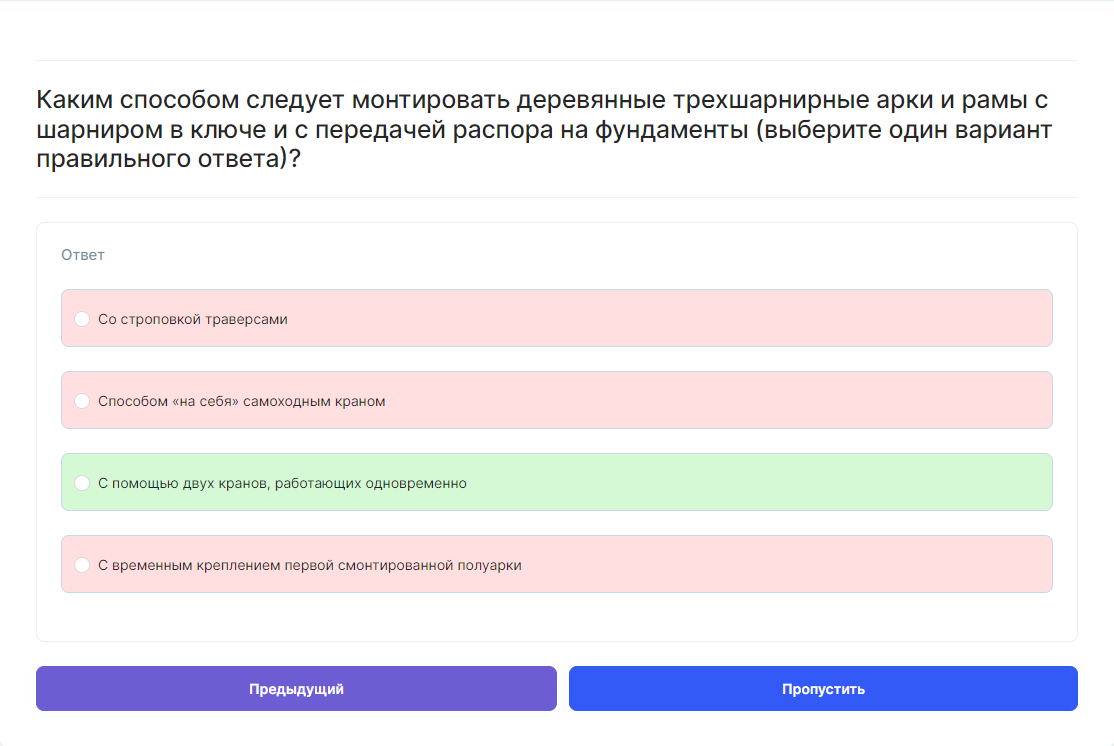 Каким способом следует монтировать деревянные трехшарнирные арки и рамы с
шарниром в ключе и с передачей распора на фундаменты (выберите один вариант
правильного ответа)?
Ответ
Со строповкой траверсами
Способом «на себя» самоходным краном
С помощью двух кранов, работающих одновременно
С временным креплением первой смонтированной полуарки
Предыдущий
Пропустить